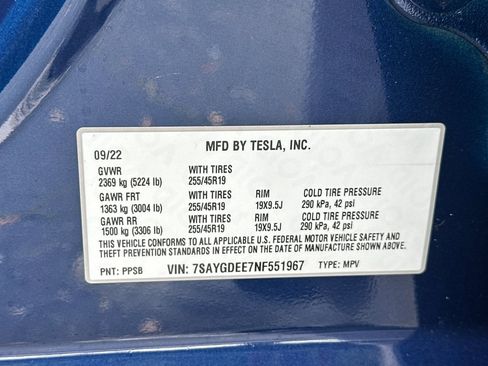 MFD BY TESLA, INC.
09/22
GVWR WITH TIRES
2369 kg (5224 lb) 255/45R19
GAWR FRT WITH TIRES RIM COLD TIRE PRESSURE
1363 kg (3004 lb) 255/45R19 19X9.5J 290 kPa, 42 psi
GAWR RR WITH TIRES RIM COLD TIRE PRESSURE
1500 kg (3306 lb) 255/45R19 19X9.5J 290 kPa, 42 psi
THIS VEHICLE CONFORMS TO ALL APPLICABLE U.S. FEDERAL MOTOR VEHICLE SAFETY AND
THEFT PREVENTION STANDARDS IN EFFECT ON THE DATE OF MANUFACTURE SHOWN ABOVE.
PNT: PPSB VIN: 7SAYGDEE7NF551967 TYPE: MPV